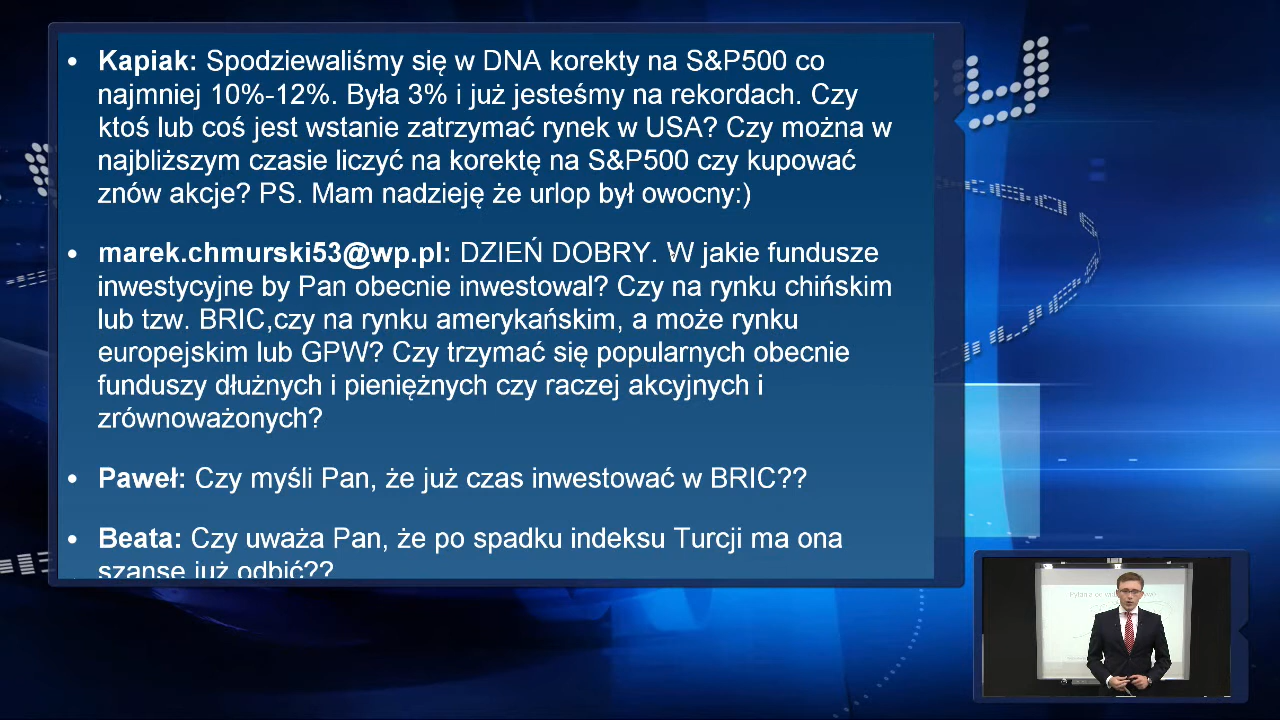 • Kapiak: Spodziewaliśmy się w DNA korekty na S&P500 co
najmniej 10%-12%. Była 3% i już jesteśmy na rekordach. Czy
ktoś lub coś jest wstanie zatrzymać rynek w USA? Czy można w
najbliższym czasie liczyć na korektę na S&P500 czy kupować
znów akcje? PS. Mam nadzieję że urlop był owocny:)
• marek.chmurski53@wp.pl: DZIEŃ DOBRY. W jakie fundusze
inwestycyjne by Pan obecnie inwestował? Czy na rynku chińskim
lub tzw. BRIC,czy na rynku amerykańskim, a może rynku
europejskim lub GPW? Czy trzymać się popularnych obecnie
funduszy dłużnych i pieniężnych czy raczej akcyjnych i
zrównoważonych?
• Paweł: Czy myśli Pan, że już czas inwestować w BRIC??
• Beata: Czy uważa Pan, że po spadku indeksu Turcji ma ona
szanse już odbić??